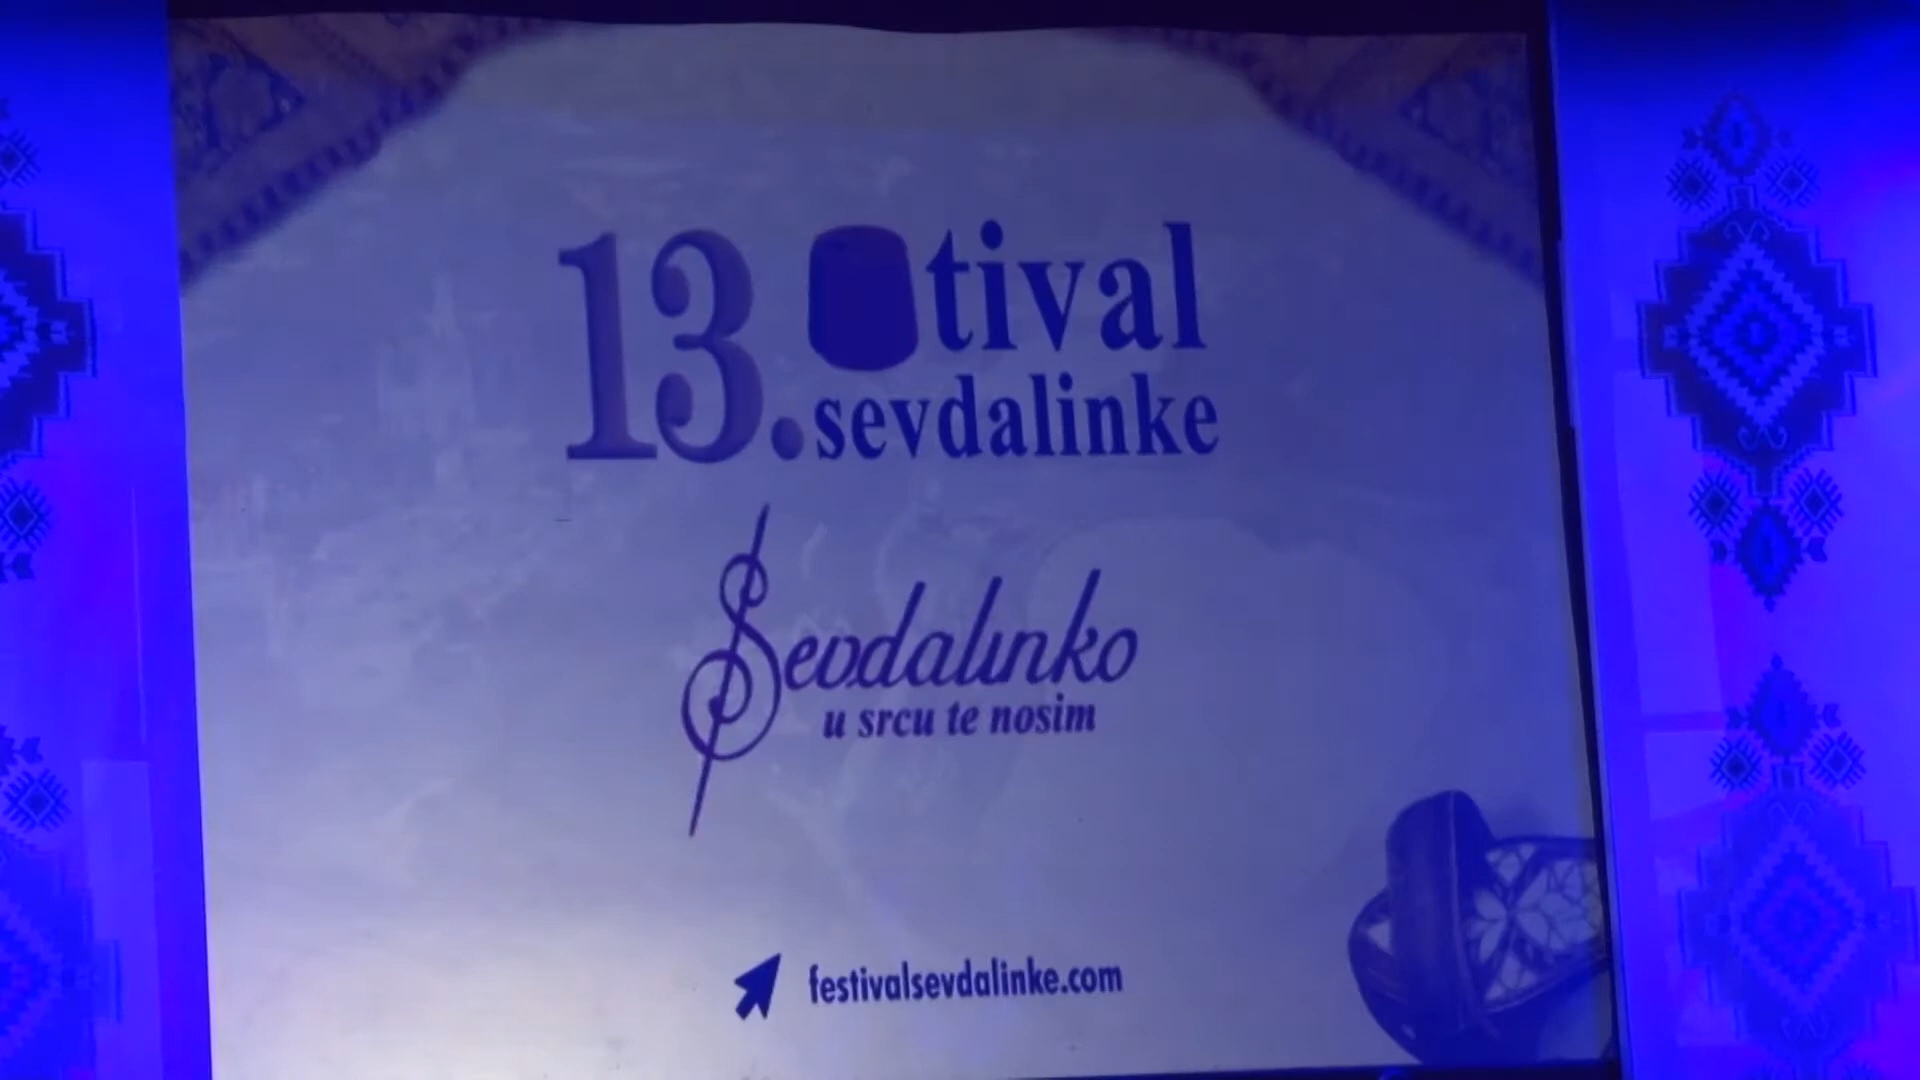 13. tival
sevdalinke
Sevdalinko
u srcu te nosim
festivalsevdalinke.com